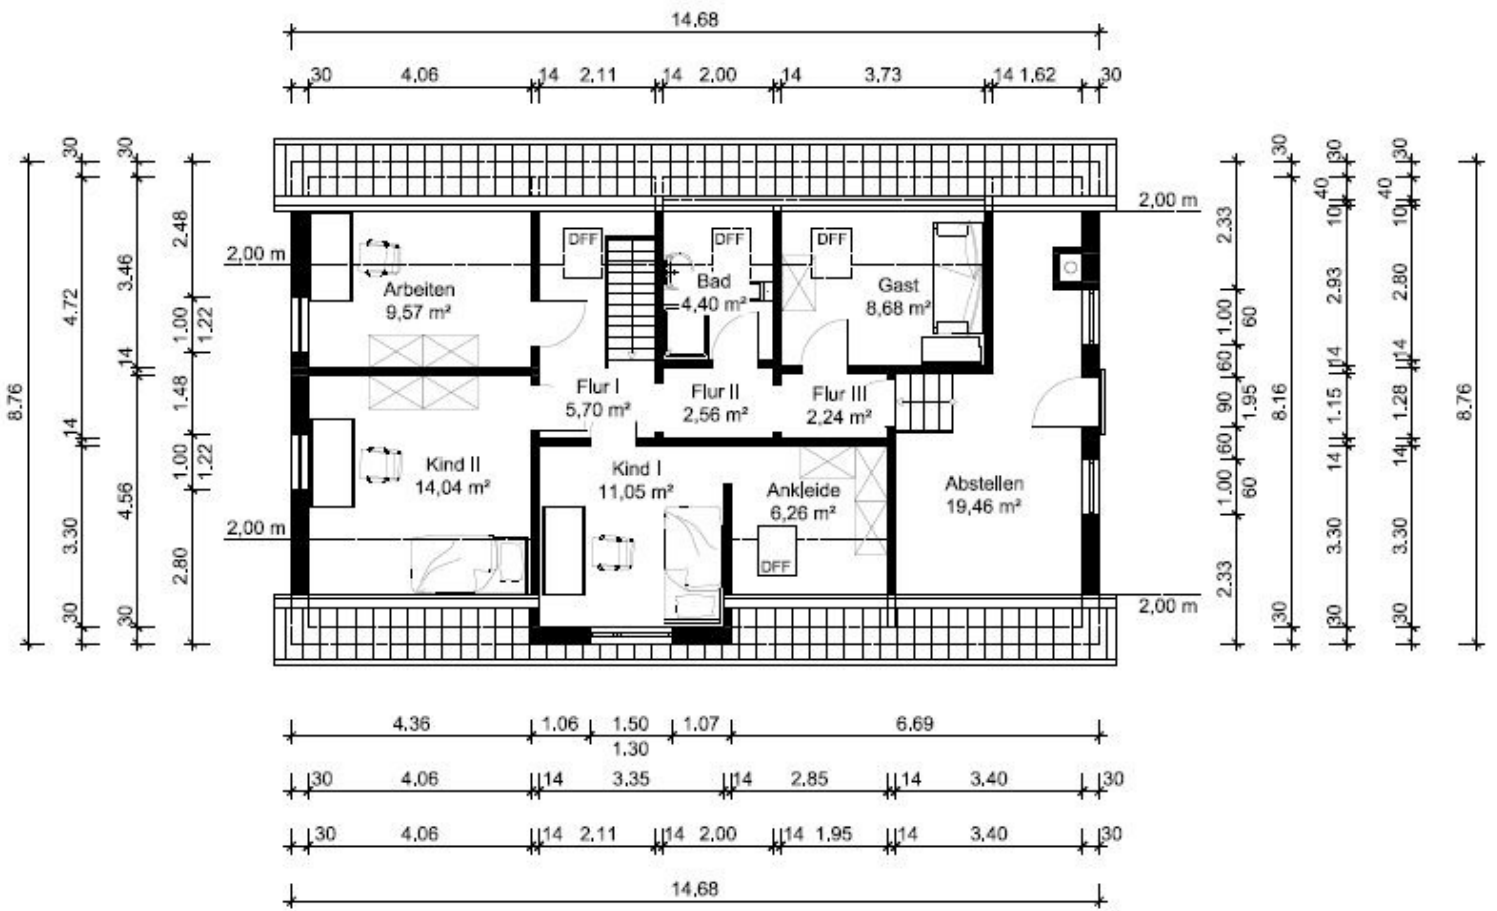 14.68
30 4.06 14 2.11 14 2.00 14 3.73 14 1.62 30
8.76
30 4.72 14 3.30 30
30 3.46 14 4.56 30
2.48 1.00 1.22 1.48 1.00 1.22 2.80
2,00 m
2,00 m
2,00 m
2,00 m
DFF
DFF
DFF
Arbeiten
9,57 m²
Bad
4,40 m²
Gast
8,68 m²
Flur I
5,70 m²
Flur II
2,56 m²
Flur III
2,24 m²
Kind II
14,04 m²
Kind I
11,05 m²
Ankleide
6,26 m²
DFF
Abstellen
19,46 m²
2.33 1.00 60 60 90 1.95 60 1.00 60 2.33
30 8.16 30
30 40 10 2.93 14 1.15 14 3.30 30
30 40 10 2.80 14 1.28 14 3.30 30
8.76
4.36 1.06 1.50 1.07 6.69
1.30
30 4.06 14 3.35 14 2.85 14 3.40 30
30 4.06 14 2.11 14 2.00 14 1.95 14 3.40 30
14.68